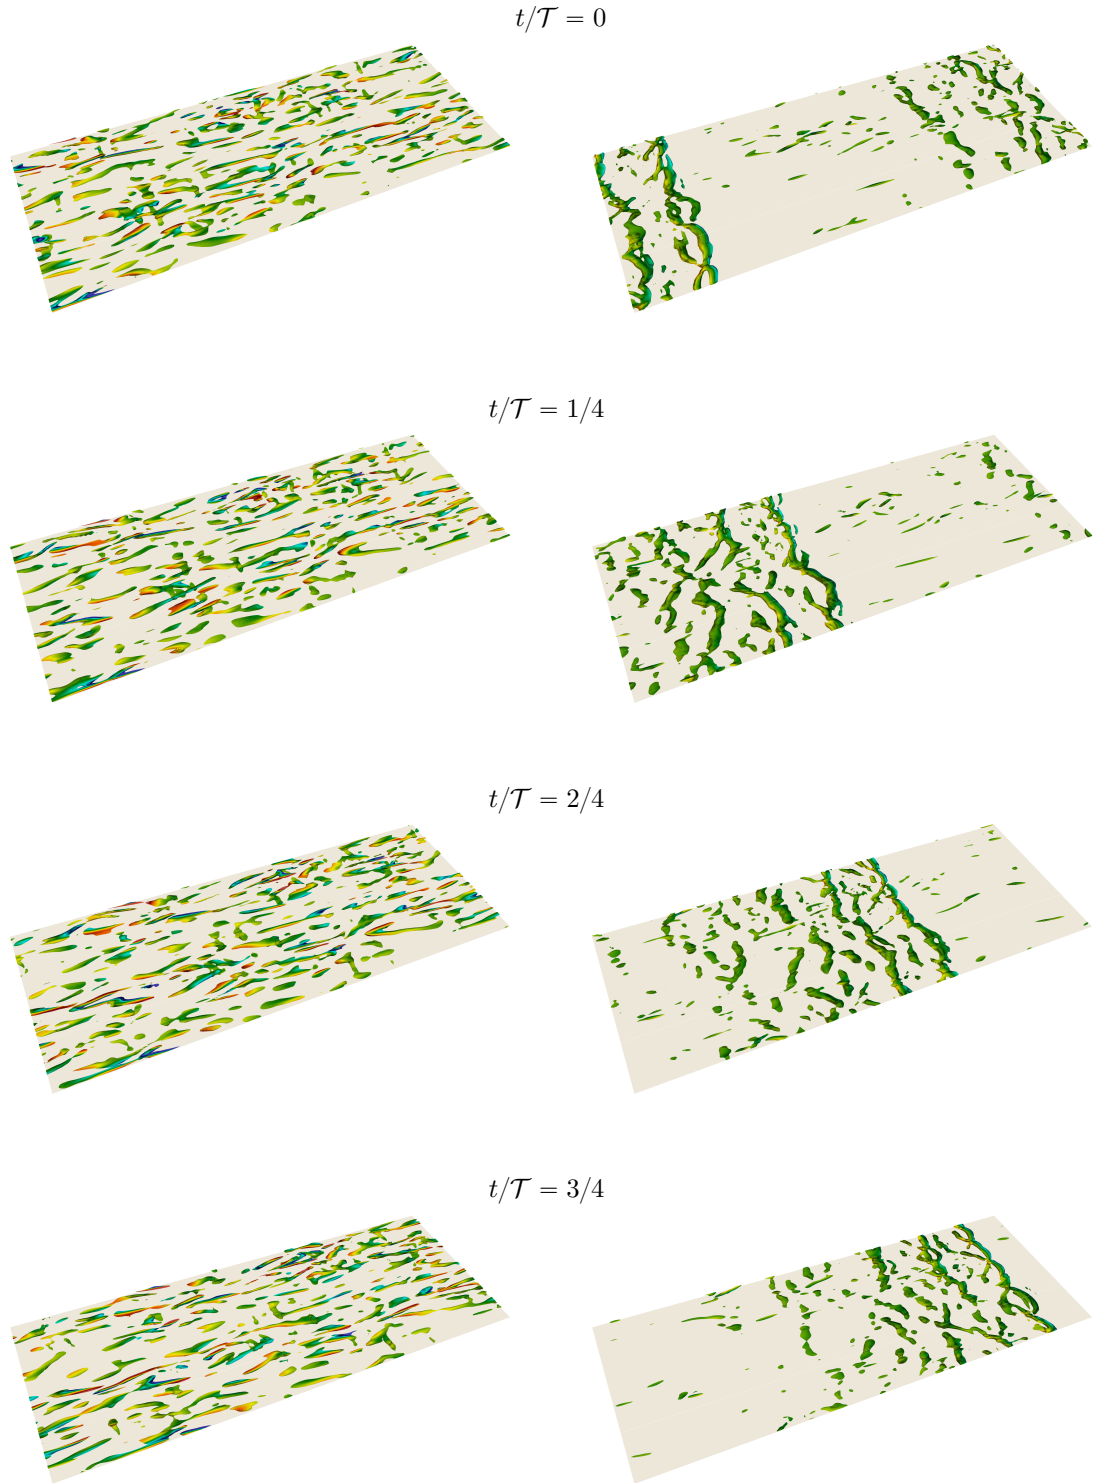 t/𝒯 = 0
t/𝒯 = 1/4
t/𝒯 = 2/4
t/𝒯 = 3/4